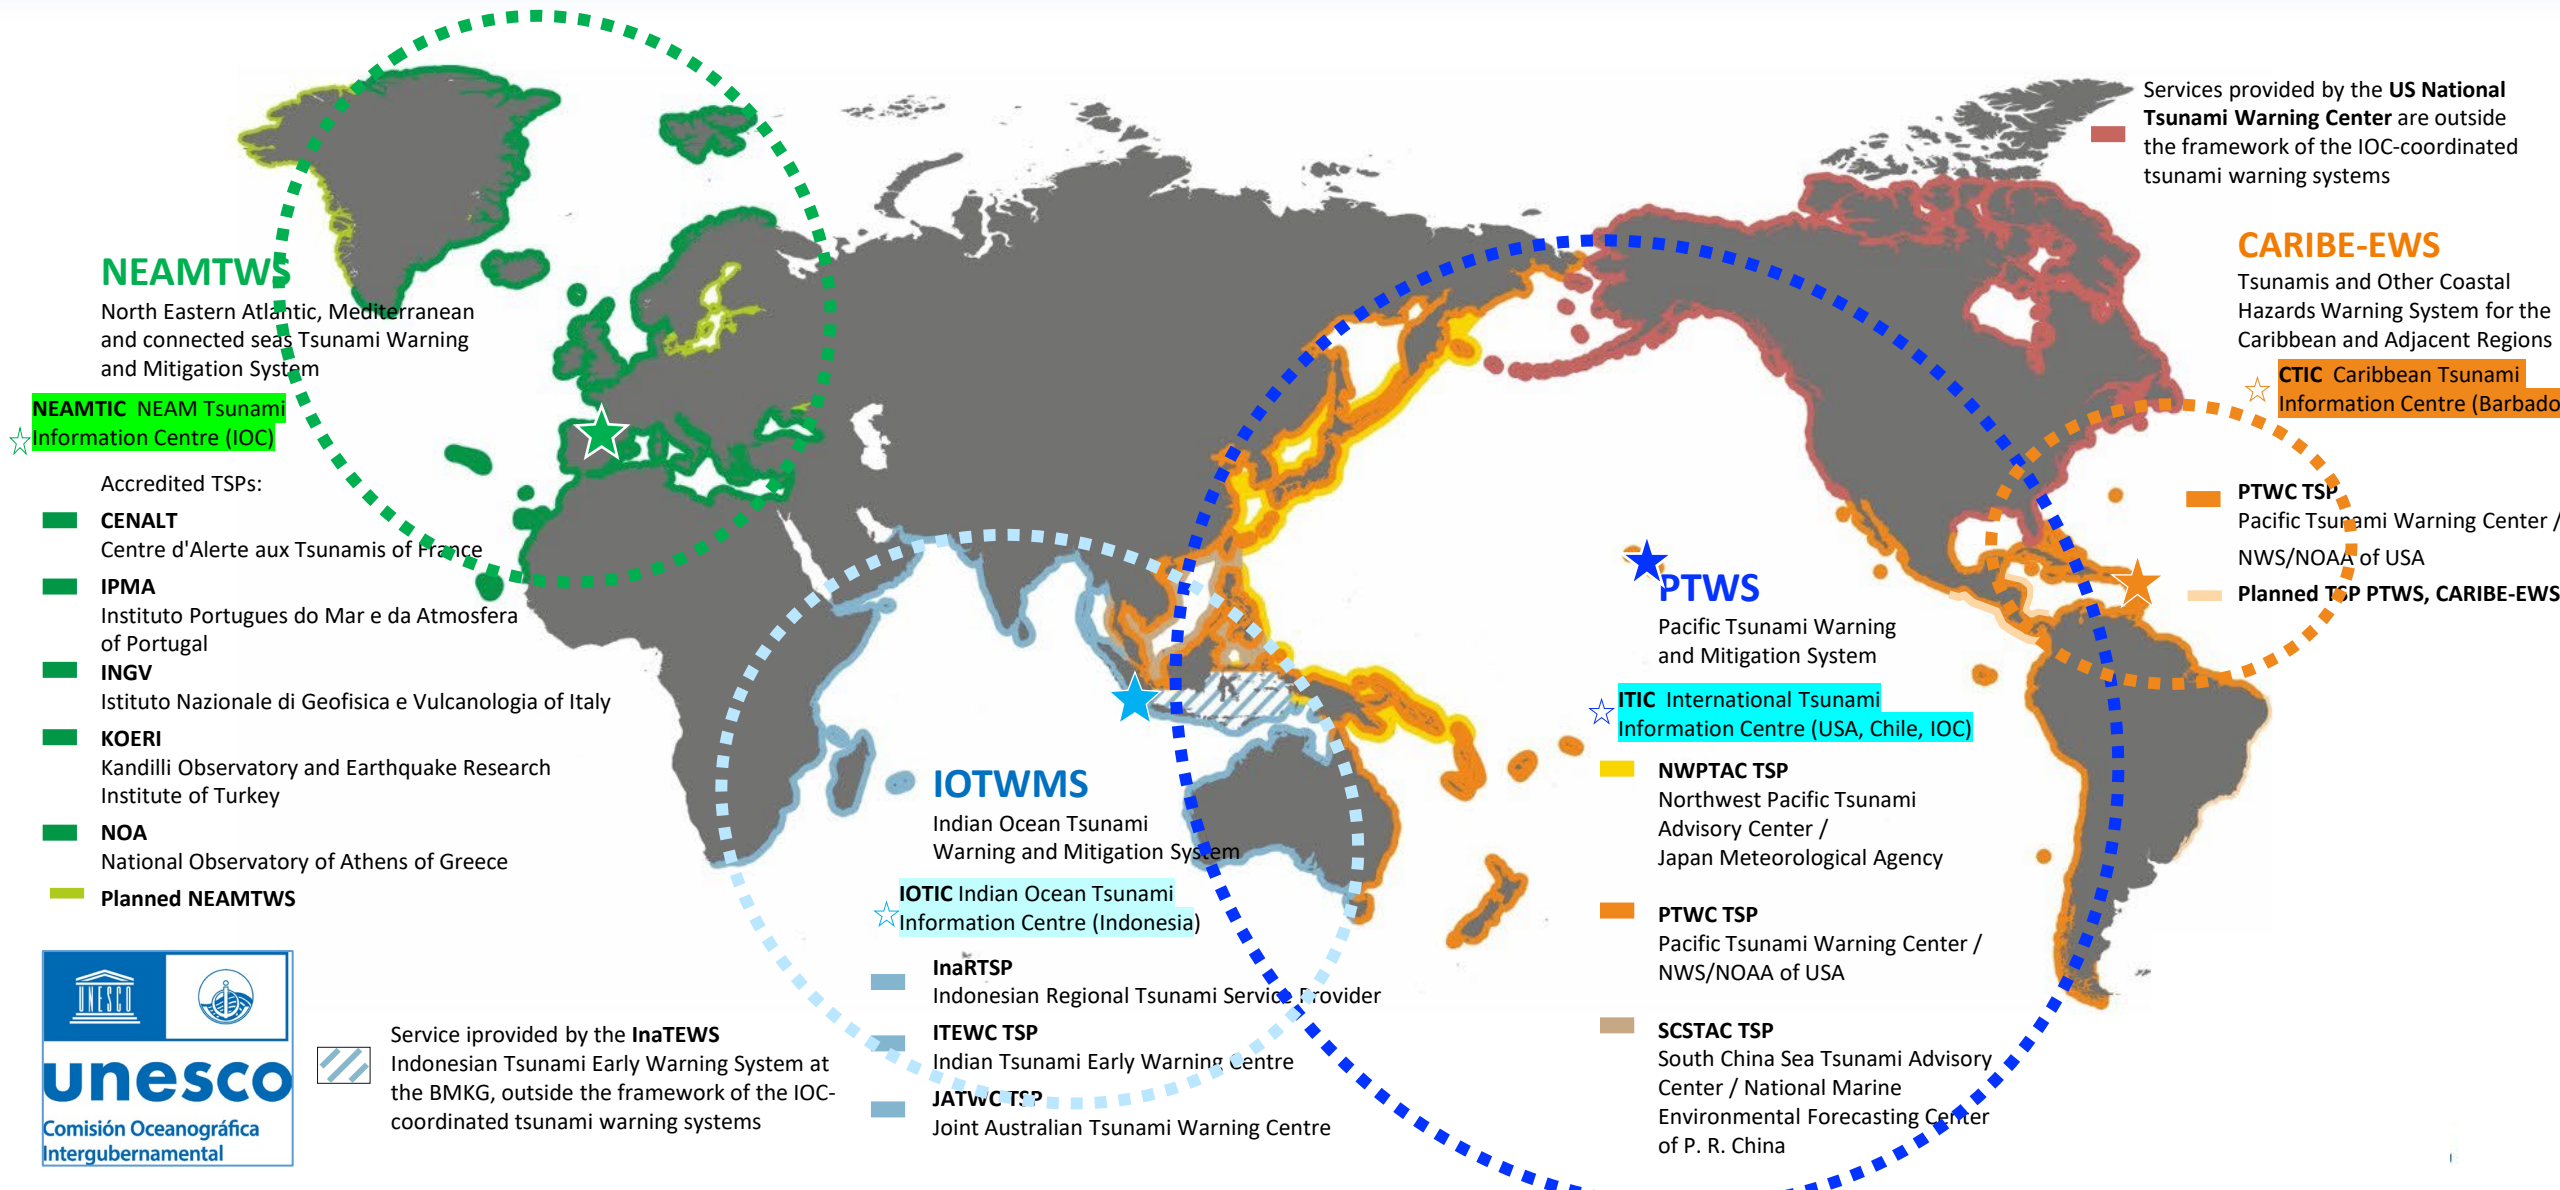 NEAMTWS
North Eastern Atlantic, Mediterranean
and connected seas Tsunami Warning
and Mitigation System
NEAMTIC NEAM Tsunami
Information Centre (IOC)
Accredited TSPs:
CENALT
Centre d'Alerte aux Tsunamis of France
IPMA
Instituto Portugues do Mar e da Atmosfera
of Portugal
INGV
Istituto Nazionale di Geofisica e Vulcanologia of Italy
KOERI
Kandilli Observatory and Earthquake Research
Institute of Turkey
NOA
National Observatory of Athens of Greece
Planned NEAMTWS
UNESCO
unesco
Comisión Oceanográfica
Intergubernamental
Service iprovided by the InaTEWS
Indonesian Tsunami Early Warning System at
the BMKG, outside the framework of the IOC-
coordinated tsunami warning systems
IOTWMS
Indian Ocean Tsunami
Warning and Mitigation System
IOTIC Indian Ocean Tsunami
Information Centre (Indonesia)
InaRTSP
Indonesian Regional Tsunami Service Provider
ITEWC TSP
Indian Tsunami Early Warning Centre
JATWC TSP
Joint Australian Tsunami Warning Centre
PTWS
Pacific Tsunami Warning
and Mitigation System
ITIC International Tsunami
Information Centre (USA, Chile, IOC)
NWPTAC TSP
Northwest Pacific Tsunami
Advisory Center /
Japan Meteorological Agency
PTWC TSP
Pacific Tsunami Warning Center /
NWS/NOAA of USA
SCSTAC TSP
South China Sea Tsunami Advisory
Center / National Marine
Environmental Forecasting Center
of P. R. China
Services provided by the US National
Tsunami Warning Center are outside
the framework of the IOC-coordinated
tsunami warning systems
CARIBE-EWS
Tsunamis and Other Coastal
Hazards Warning System for the
Caribbean and Adjacent Regions
CTIC Caribbean Tsunami
Information Centre (Barbado
PTWC TSP
Pacific Tsunami Warning Center /
NWS/NOAA of USA
Planned TSP PTWS, CARIBE-EWS